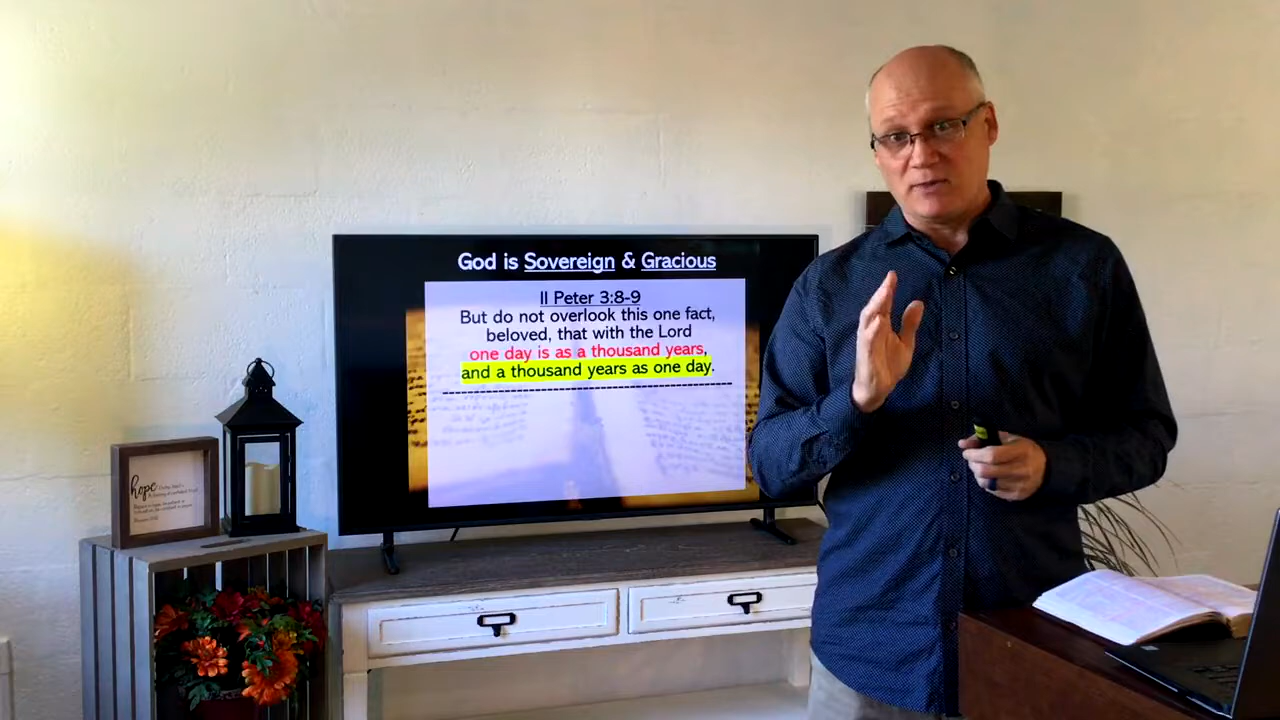 God is Sovereign & Gracious
II Peter 3:8-9
But do not overlook this one fact,
beloved, that with the Lord
one day is as a thousand years,
and a thousand years as one day.
hope